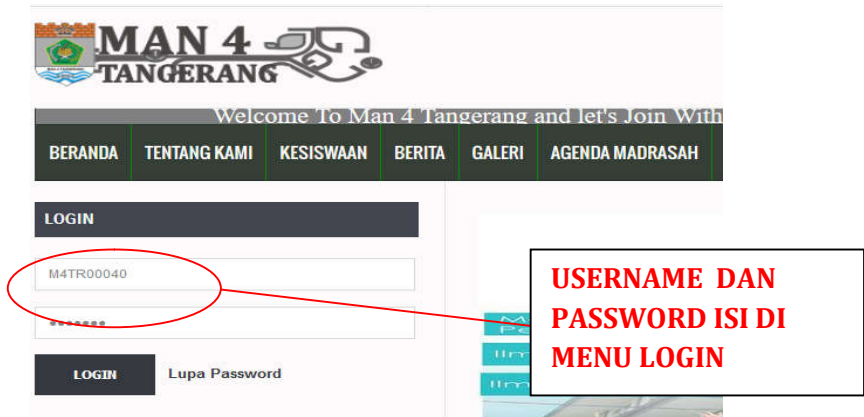 MAN 4
TANGERANG
Welcome To Man 4 Tangerang and let's Join With
BERANDA TENTANG KAMI KESISWAAN BERITA GALERI AGENDA MADRASAH
LOGIN
M4TR00040
•••••••
LOGIN Lupa Password
USERNAME DAN
PASSWORD ISI DI
MENU LOGIN